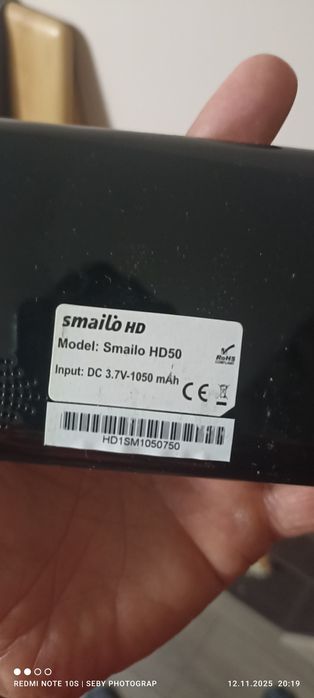 smailo HD
Model: Smailo HD50
RoHS
Input: DC 3.7V-1050 mAh
CE
HD1SM1050750
REDMI NOTE 10S | SEBY PHOTOGRAP
12.11.2025 20:19